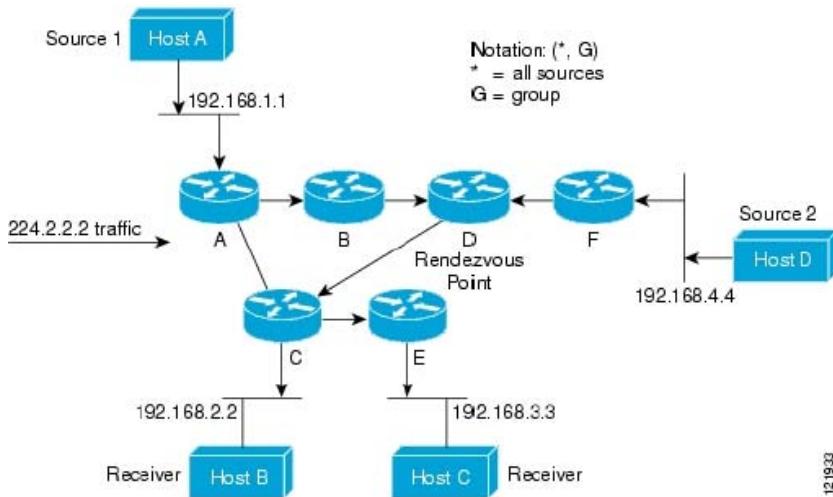 Source 1
Host A
Notation: (*, G)
* = all sources
G = group
192.168.1.1
224.2.2.2 traffic
A
B
D
F
Source 2
Host D
Rendezvous
Point
192.168.4.4
C
E
192.168.2.2
192.168.3.3
Receiver
Host B
Host C
Receiver
121933